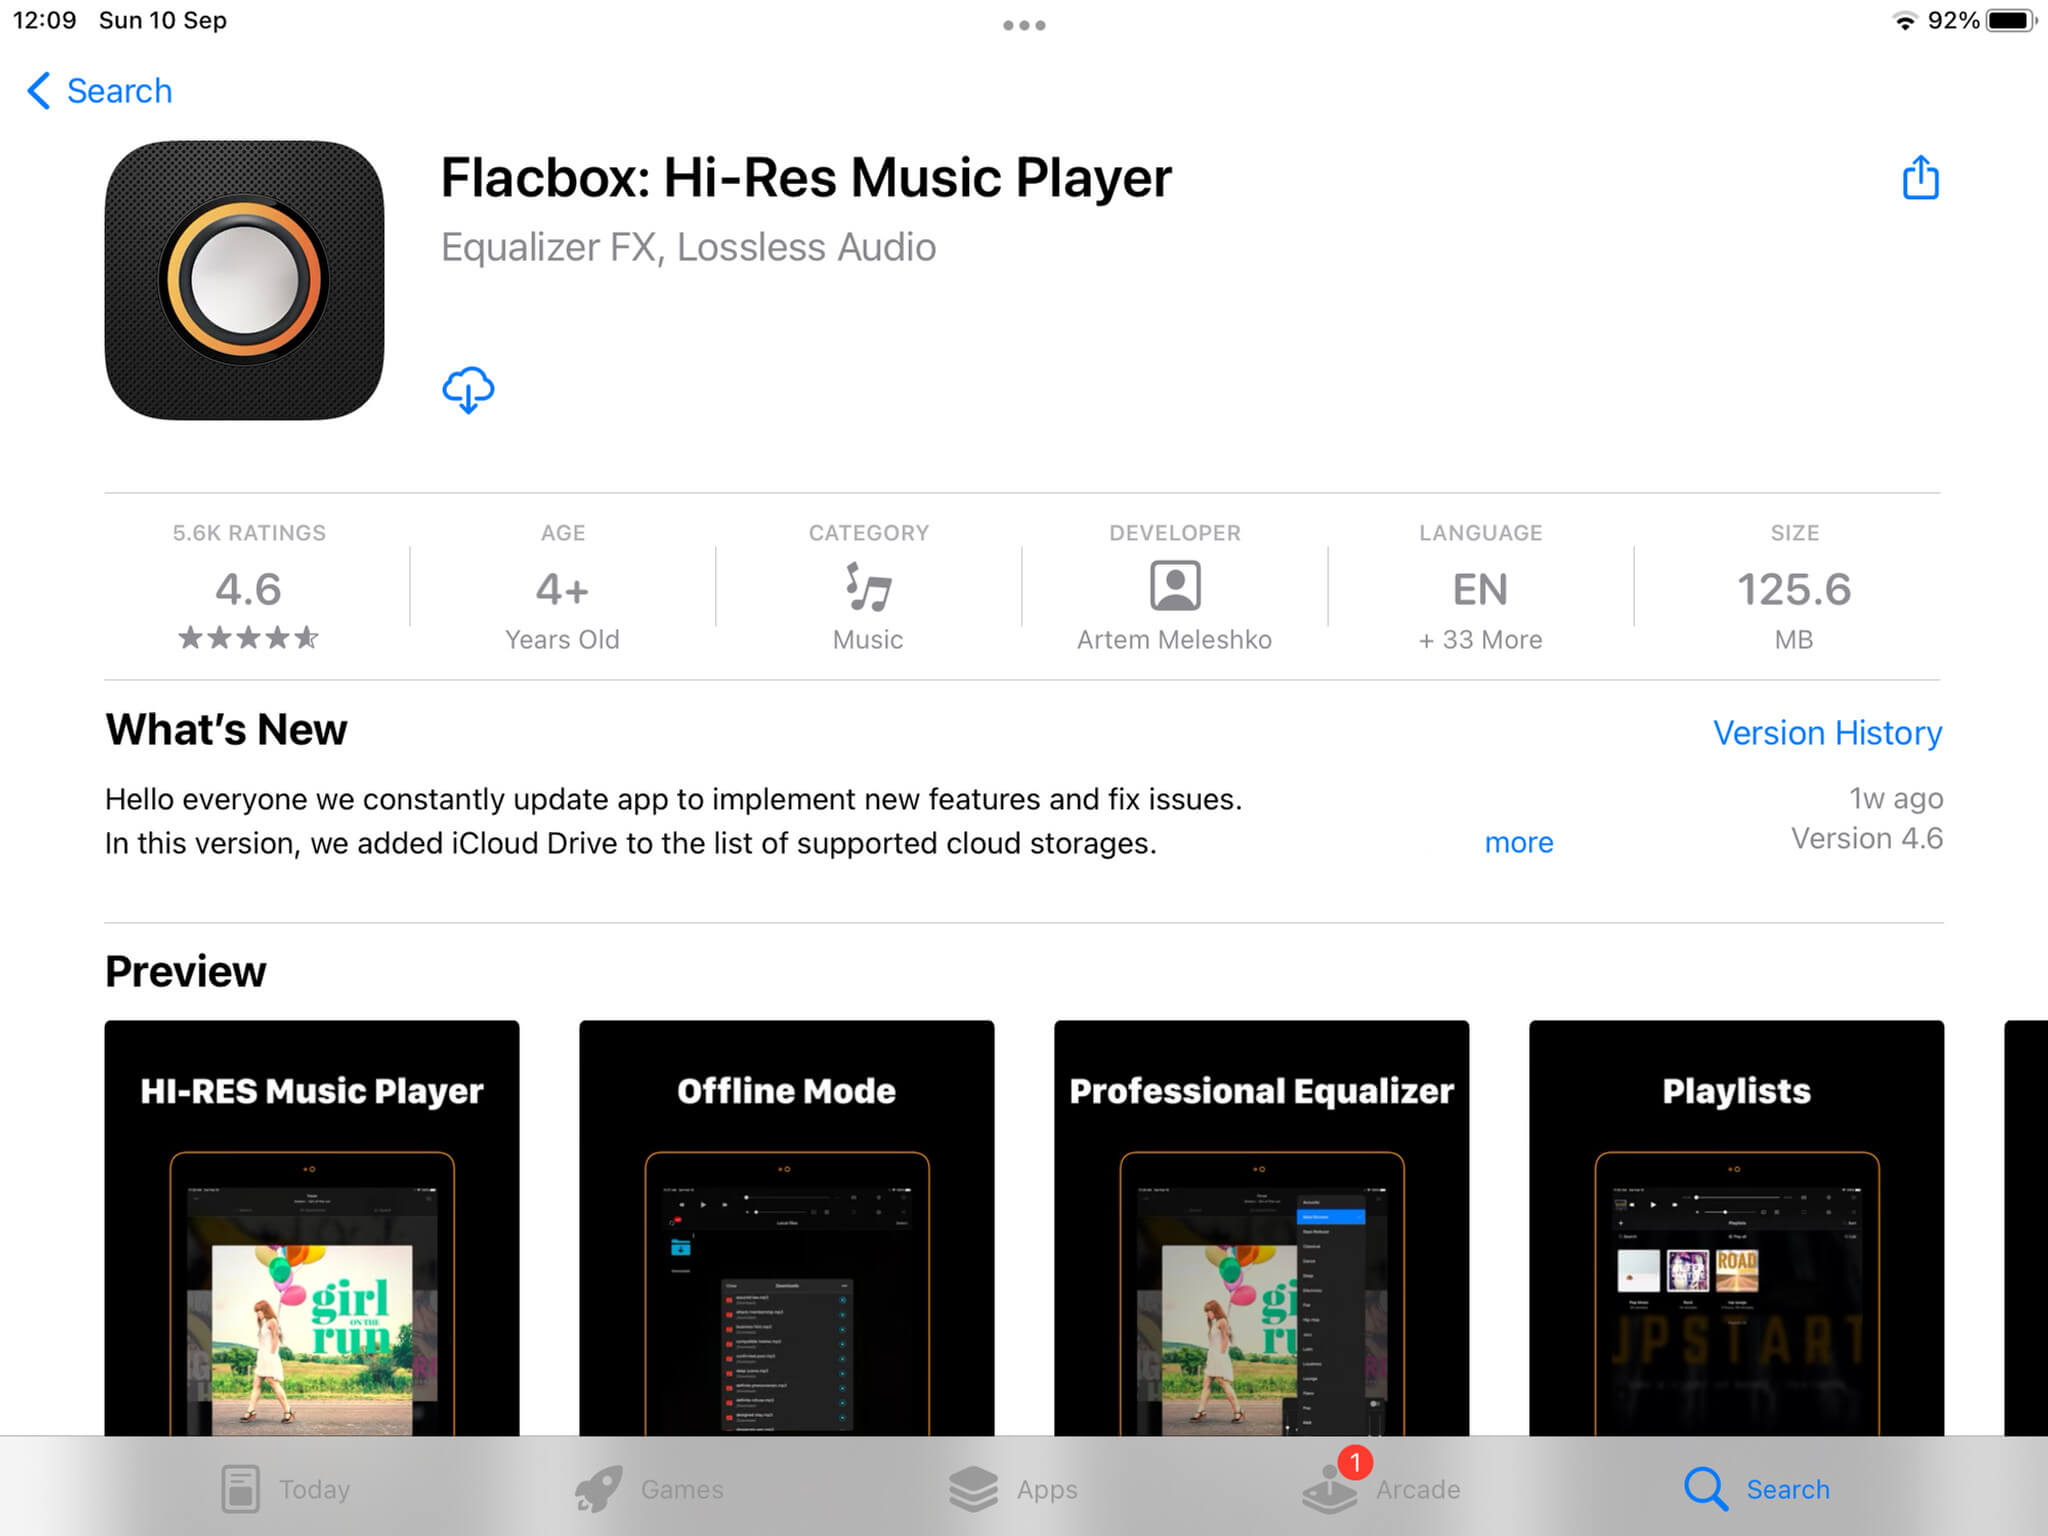 12:09 Sun 10 Sep
92%
Search
Flacbox: Hi-Res Music Player
Equalizer FX, Lossless Audio
5.6K RATINGS
4.6
AGE
4+
Years Old
CATEGORY
Music
DEVELOPER
Artem Meleshko
LANGUAGE
EN
+ 33 More
SIZE
125.6
MB
What's New
Version History
Hello everyone we constantly update app to implement new features and fix issues.
In this version, we added iCloud Drive to the list of supported cloud storages.
more
1w ago
Version 4.6
Preview
HI-RES Music Player
girl
ON THE
run
Offline Mode
Local files
Downloads
Professional Equalizer
Playlists
ROAD
UPSTART
Today
Games
Apps
1
Arcade
Search